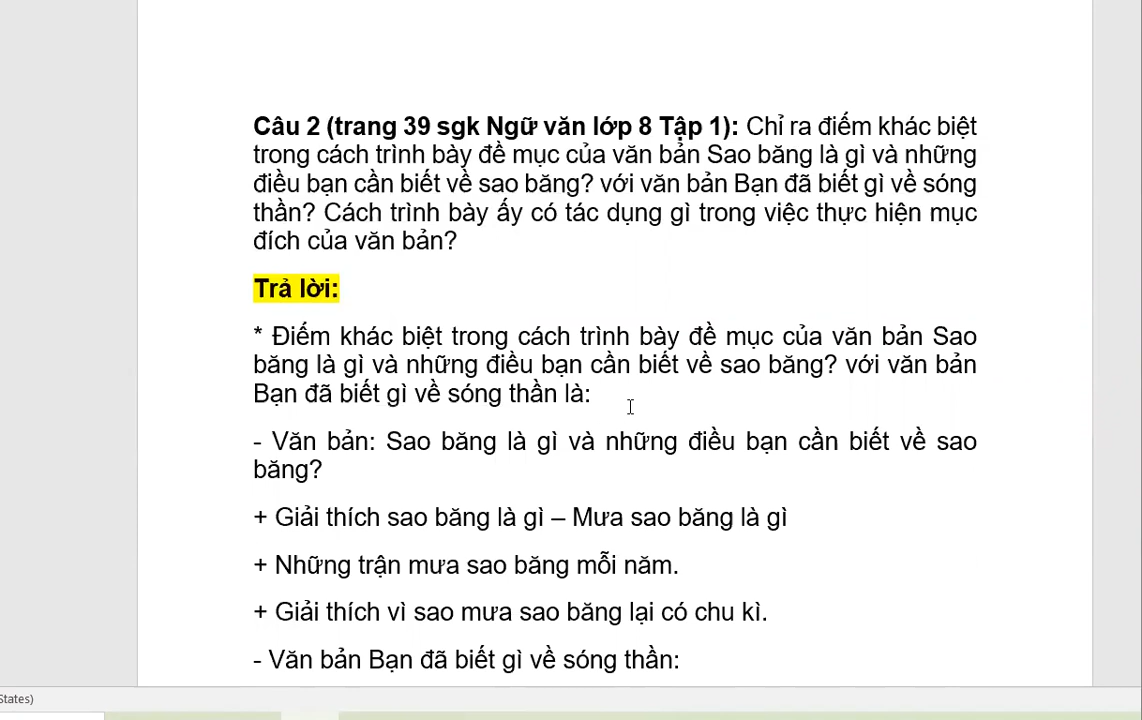 Câu 2 (trang 39 sgk Ngữ văn lớp 8 Tập 1): Chỉ ra điểm khác biệt
trong cách trình bày đề mục của văn bản Sao băng là gì và những
điều bạn cần biết về sao băng? với văn bản Bạn đã biết gì về sóng
thần? Cách trình bày ấy có tác dụng gì trong việc thực hiện mục
đích của văn bản?
Trả lời:
* Điểm khác biệt trong cách trình bày đề mục của văn bản Sao
băng là gì và những điều bạn cần biết về sao băng? với văn bản
Bạn đã biết gì về sóng thần là:
- Văn bản: Sao băng là gì và những điều bạn cần biết về sao
băng?
+ Giải thích sao băng là gì – Mưa sao băng là gì
+ Những trận mưa sao băng mỗi năm.
+ Giải thích vì sao mưa sao băng lại có chu kì.
- Văn bản Bạn đã biết gì về sóng thần:
States)